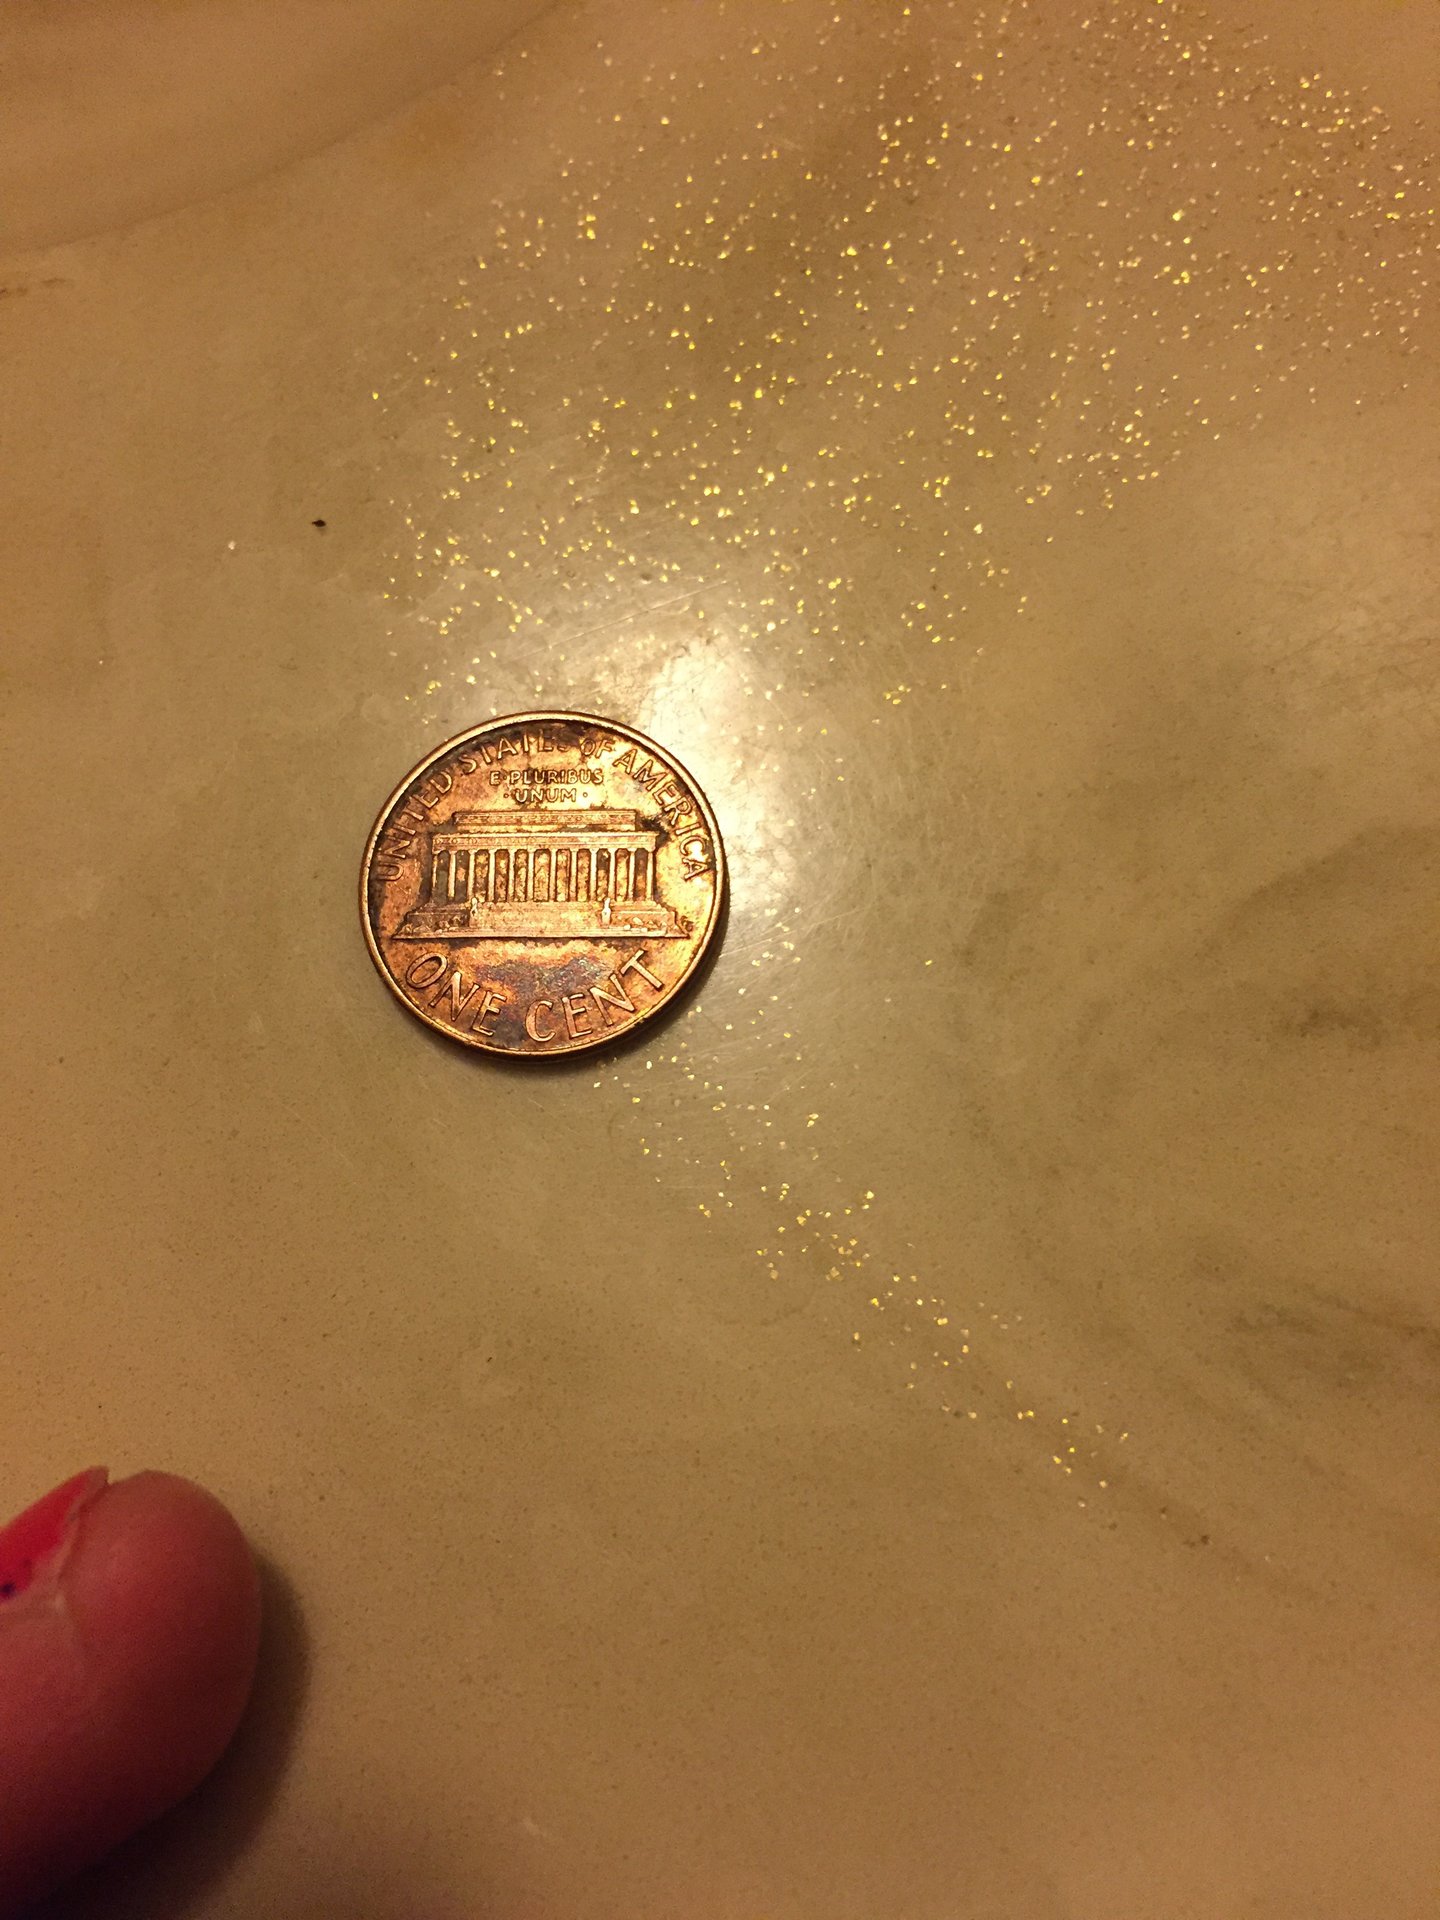 UNITED STATES OF AMERICA
E·PLURIBUS
·UNUM·
ONE CENT